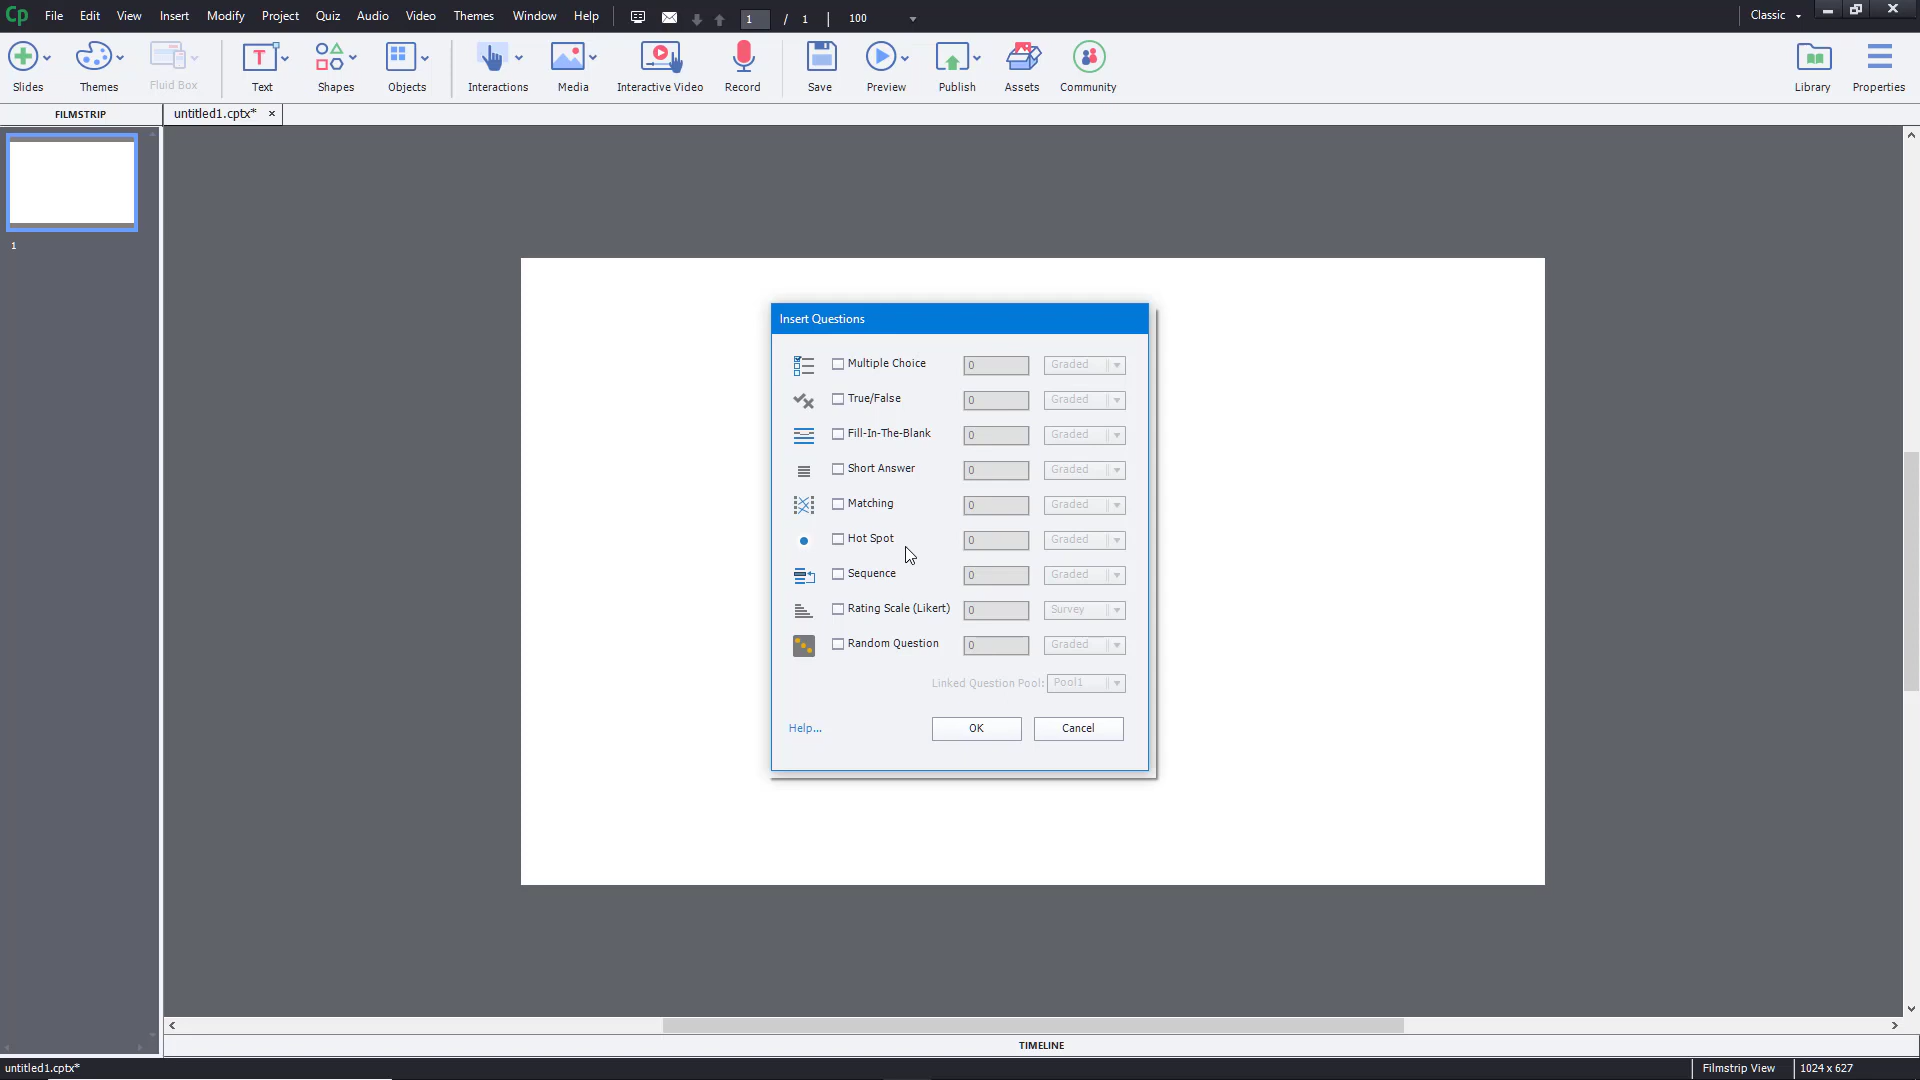 Cp File Edit View Insert Modify Project Quiz Audio Video Themes Window Help 1 / 1 100 Classic
Slides Themes Fluid Box Text Shapes Objects Interactions Media Interactive Video Record Save Preview Publish Assets Community Library Properties
FILMSTRIP untitled1.cptx*
1
Insert Questions
Multiple Choice 0 Graded
True/False 0 Graded
Fill-In-The-Blank 0 Graded
Short Answer 0 Graded
Matching 0 Graded
Hot Spot 0 Graded
Sequence 0 Graded
Rating Scale (Likert) 0 Survey
Random Question 0 Graded
Linked Question Pool: Pool1
Help... OK Cancel
TIMELINE
untitled1.cptx* Filmstrip View 1024 x 627